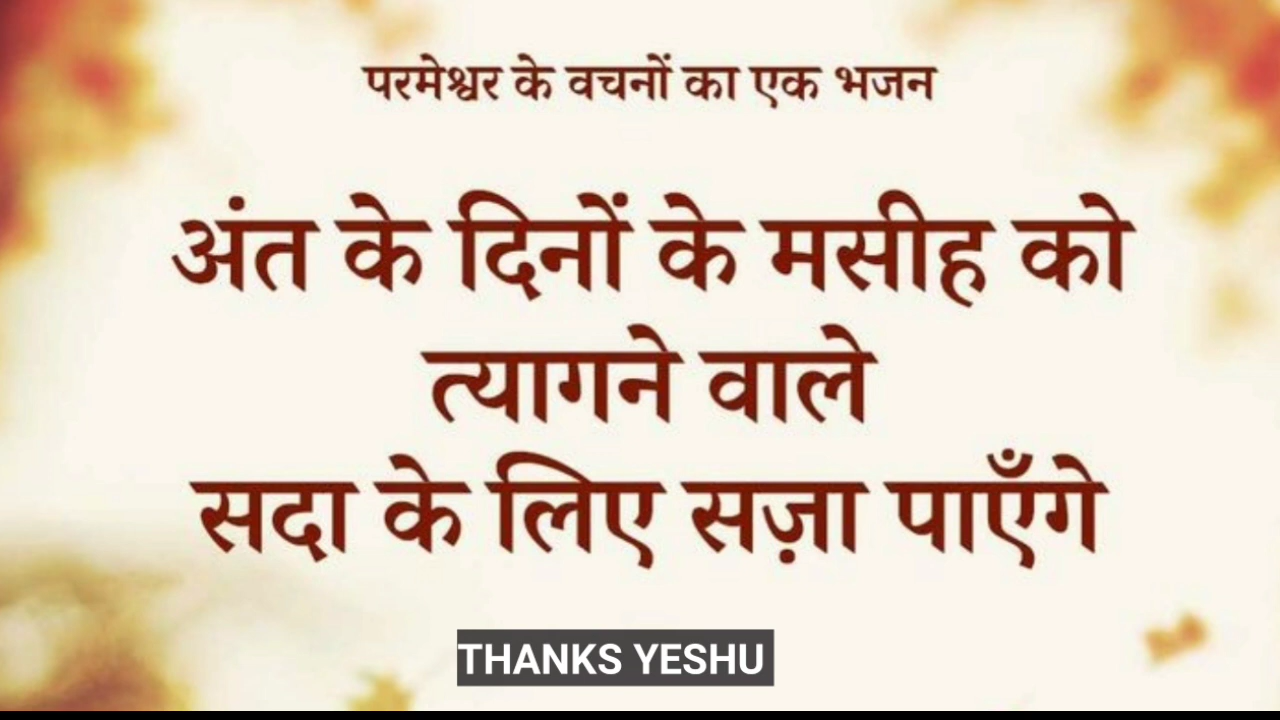 परमेश्वर के वचनों का एक भजन
अंत के दिनों के मसीह को
त्यागने वाले
सदा के लिए सज़ा पाएँगे
THANKS YESHU